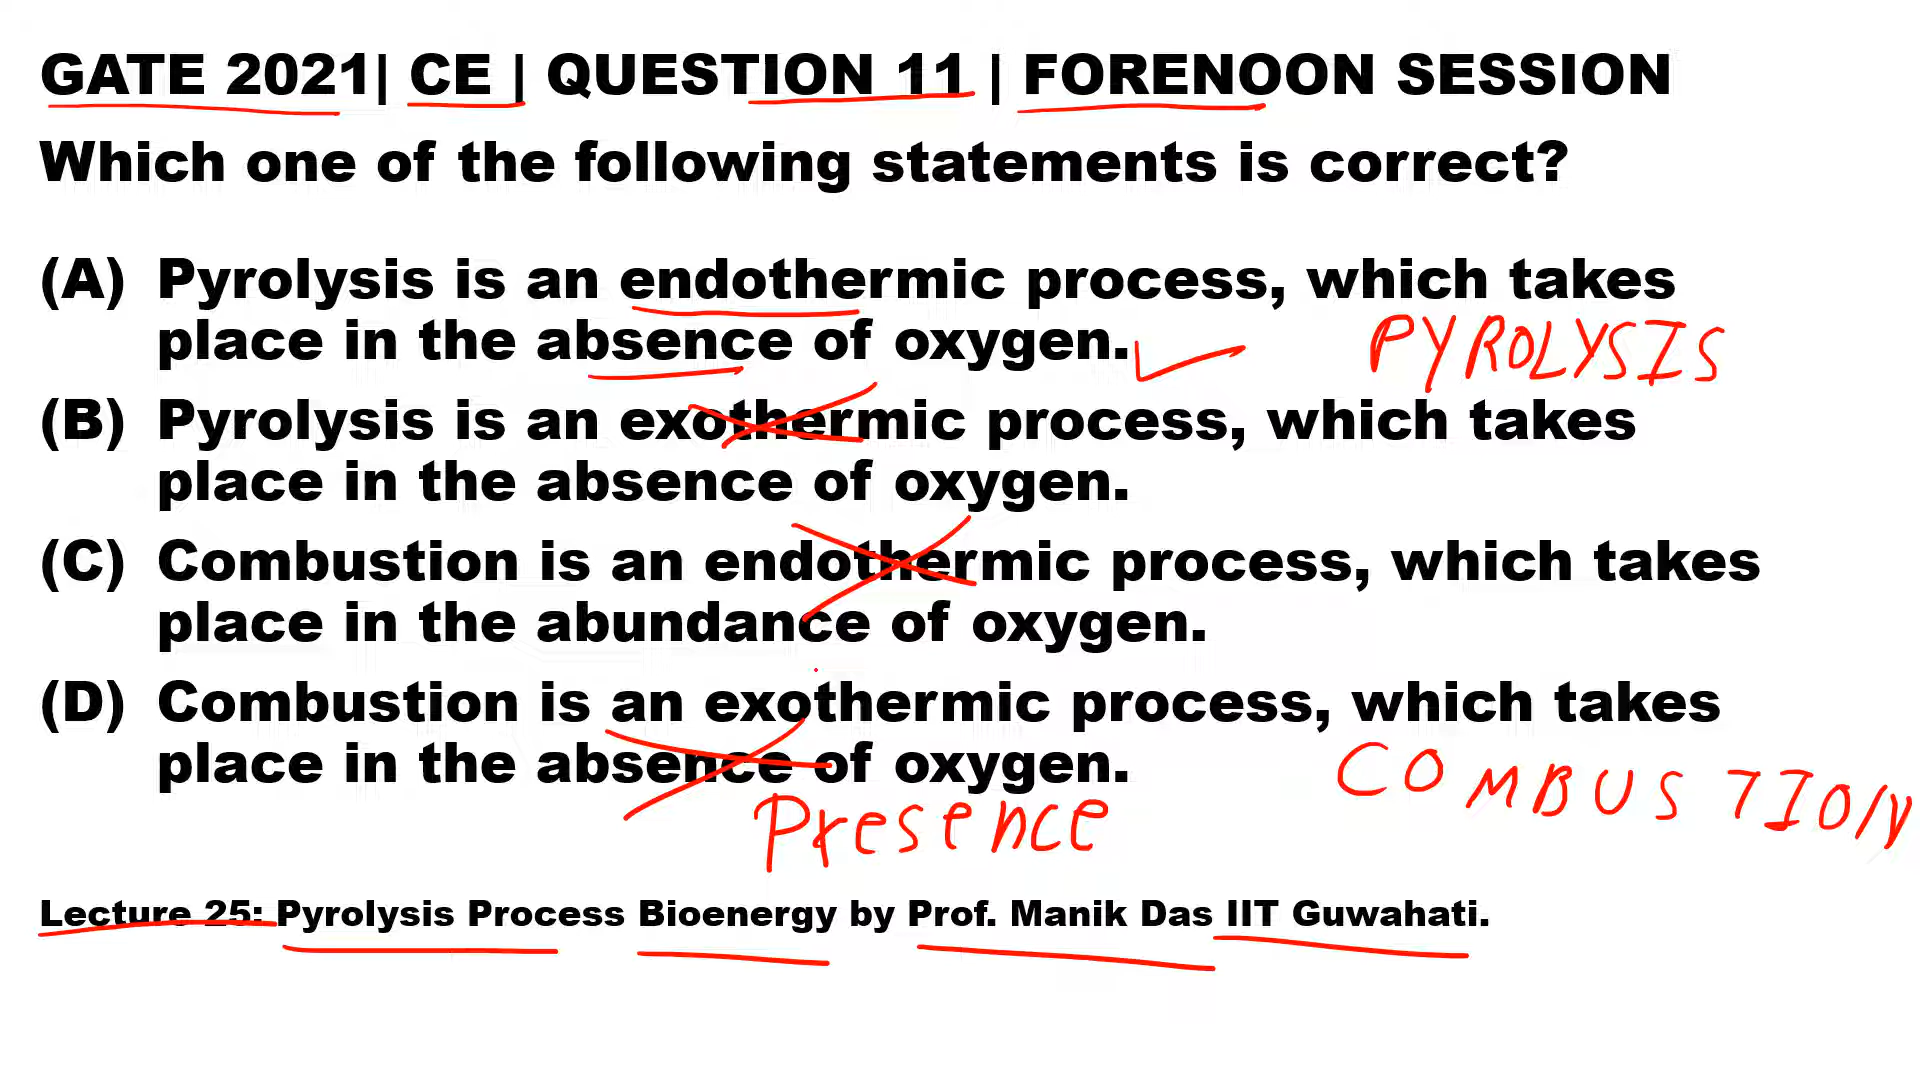 GATE 2021| CE | QUESTION 11 | FORENOON SESSION
Which one of the following statements is correct?
(A) Pyrolysis is an endothermic process, which takes
place in the absence of oxygen.
PYROLYSIS
(B) Pyrolysis is an exothermic process, which takes
place in the absence of oxygen.
(C) Combustion is an endothermic process, which takes
place in the abundance of oxygen.
(D) Combustion is an exothermic process, which takes
place in the absence of oxygen.
COMBUSTION
Presence
Lecture 25: Pyrolysis Process Bioenergy by Prof. Manik Das IIT Guwahati.